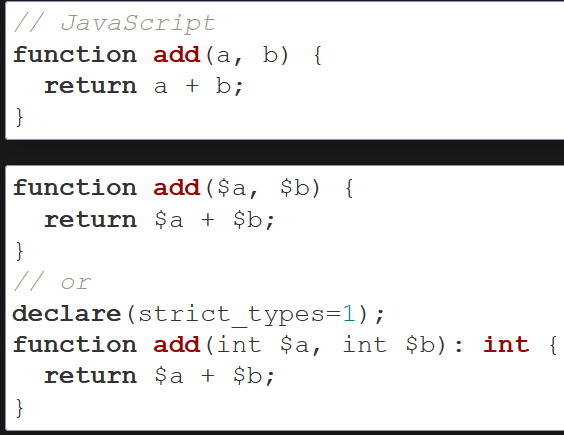 // JavaScript
function add(a, b) {
  return a + b;
}
function add($a, $b) {
  return $a + $b;
}
// or
declare(strict_types=1);
function add(int $a, int $b): int {
  return $a + $b;
}